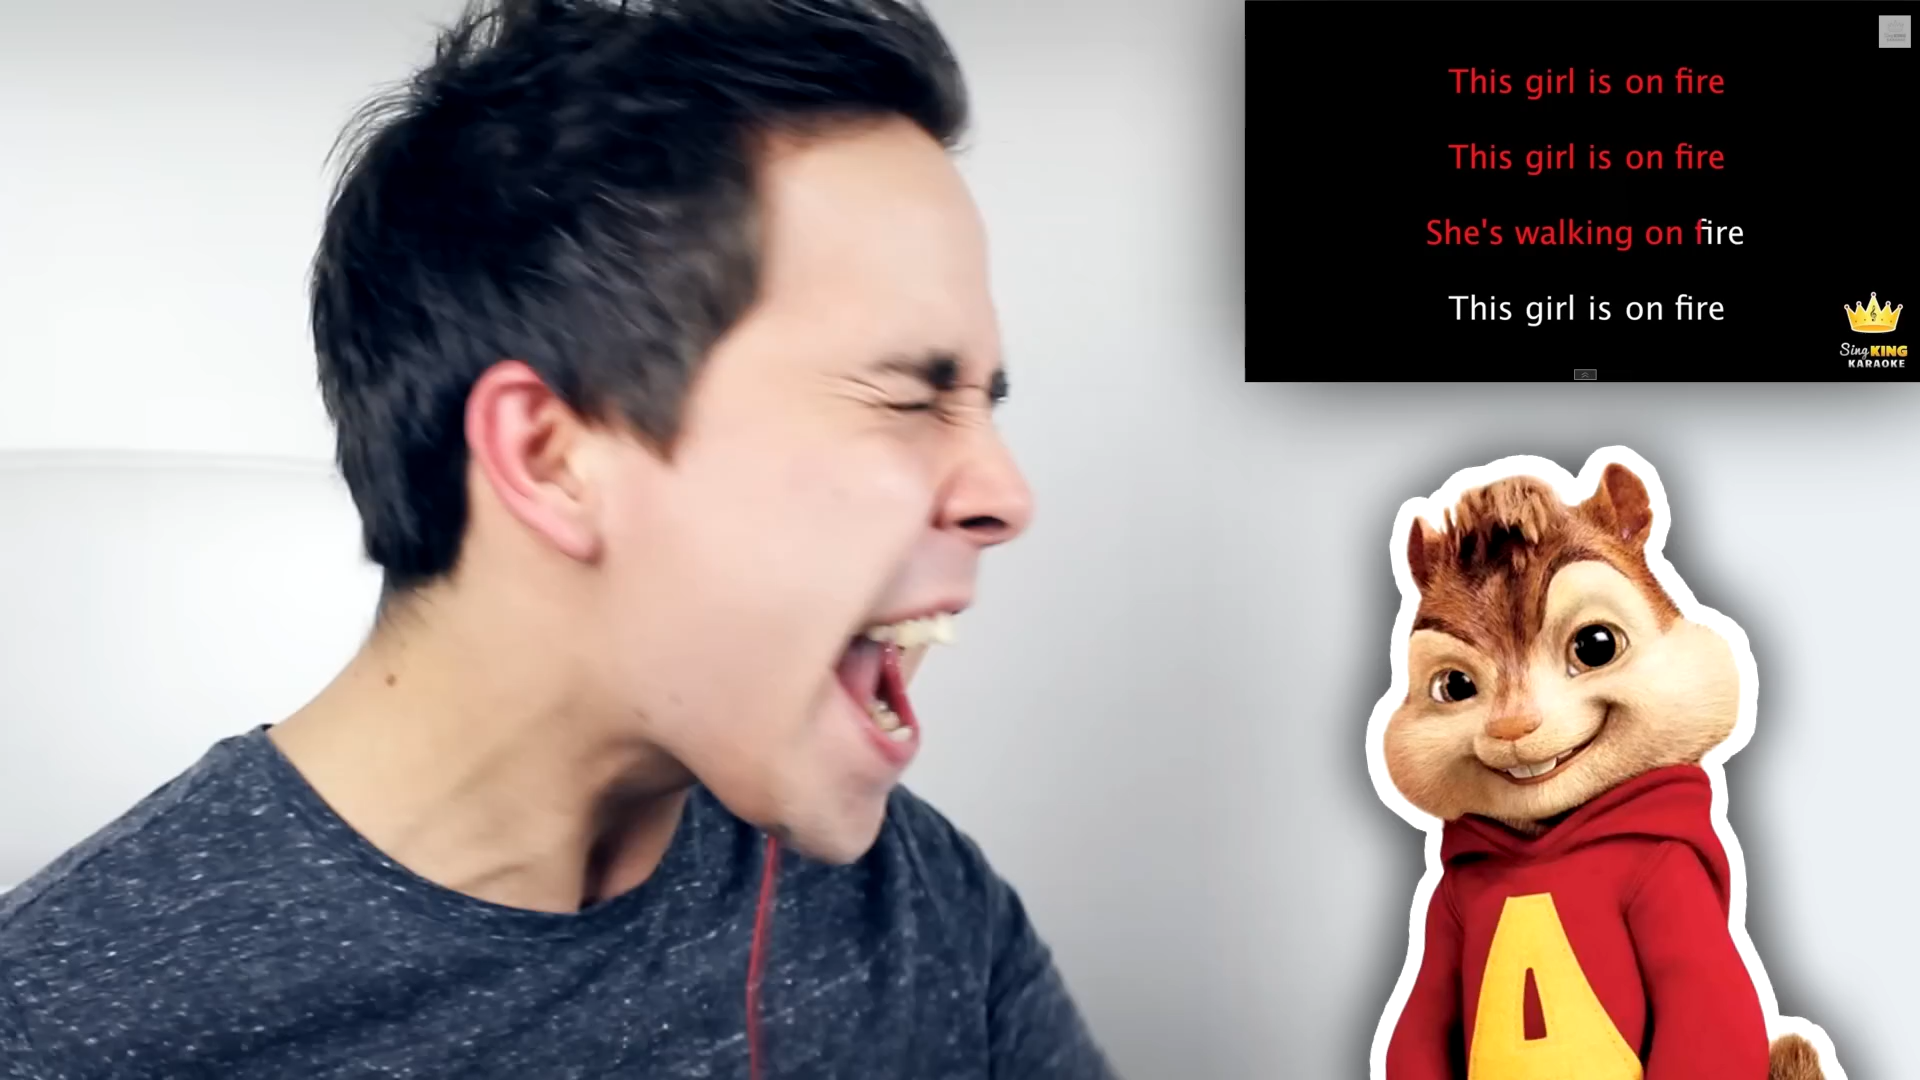 This girl is on fire
This girl is on fire
She's walking on fire
This girl is on fire
Sing KING
KARAOKE
A